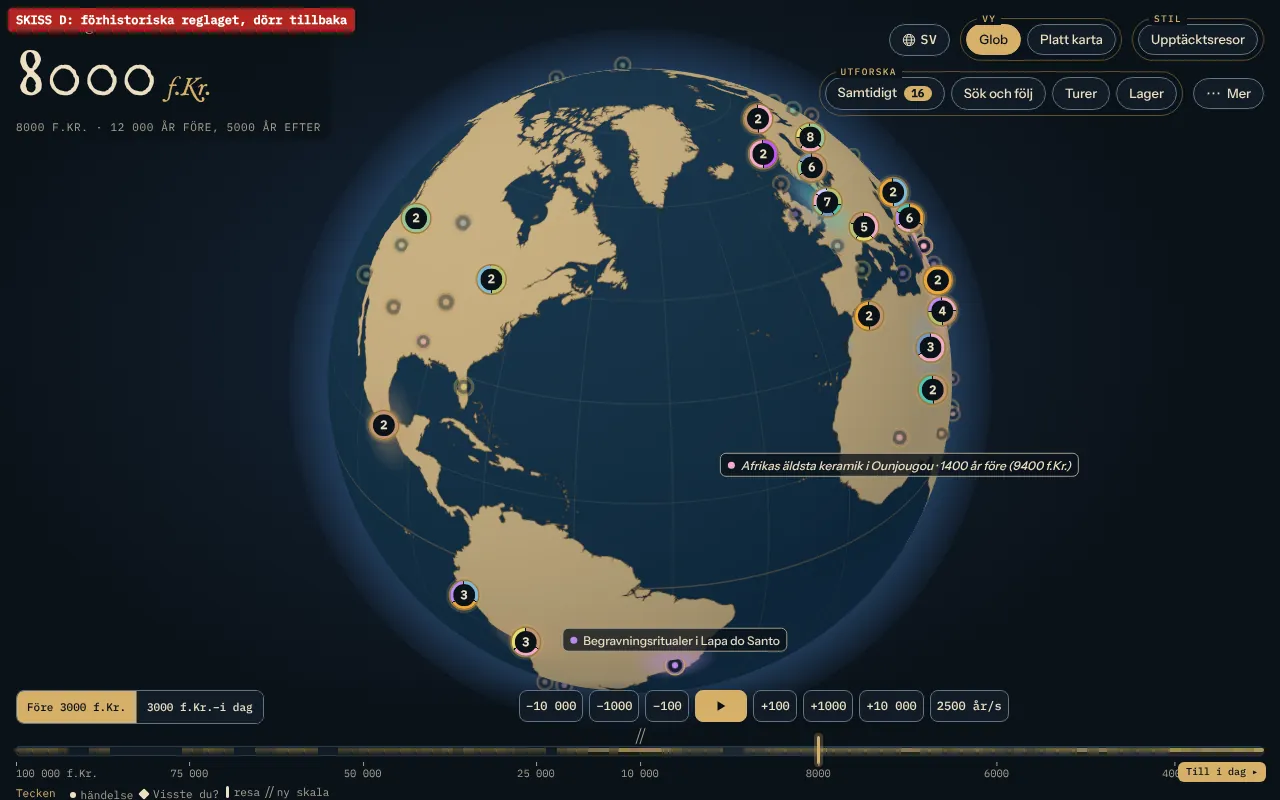 SKISS D: förhistoriska reglaget, dörr tillbaka
8000 f.Kr.
8000 F.KR. · 12 000 ÅR FÖRE, 5000 ÅR EFTER
SV
VY
Glob
Platt karta
STIL
Upptäcktsresor
UTFORSKA
Samtidigt 16
Sök och följ
Turer
Lager
··· Mer
2
8
2
6
2
7
2
6
5
2
2
2
4
2
3
2
2
Afrikas äldsta keramik i Ounjougou · 1400 år före (9400 f.Kr.)
3
3
Begravningsritualer i Lapa do Santo
Före 3000 f.Kr.
3000 f.Kr.–i dag
−10 000
−1000
−100
+100
+1000
+10 000
2500 år/s
//
100 000 f.Kr.
75 000
50 000
25 000
10 000
8000
6000
Till i dag ▸
Tecken
händelse
Visste du?
resa
// ny skala